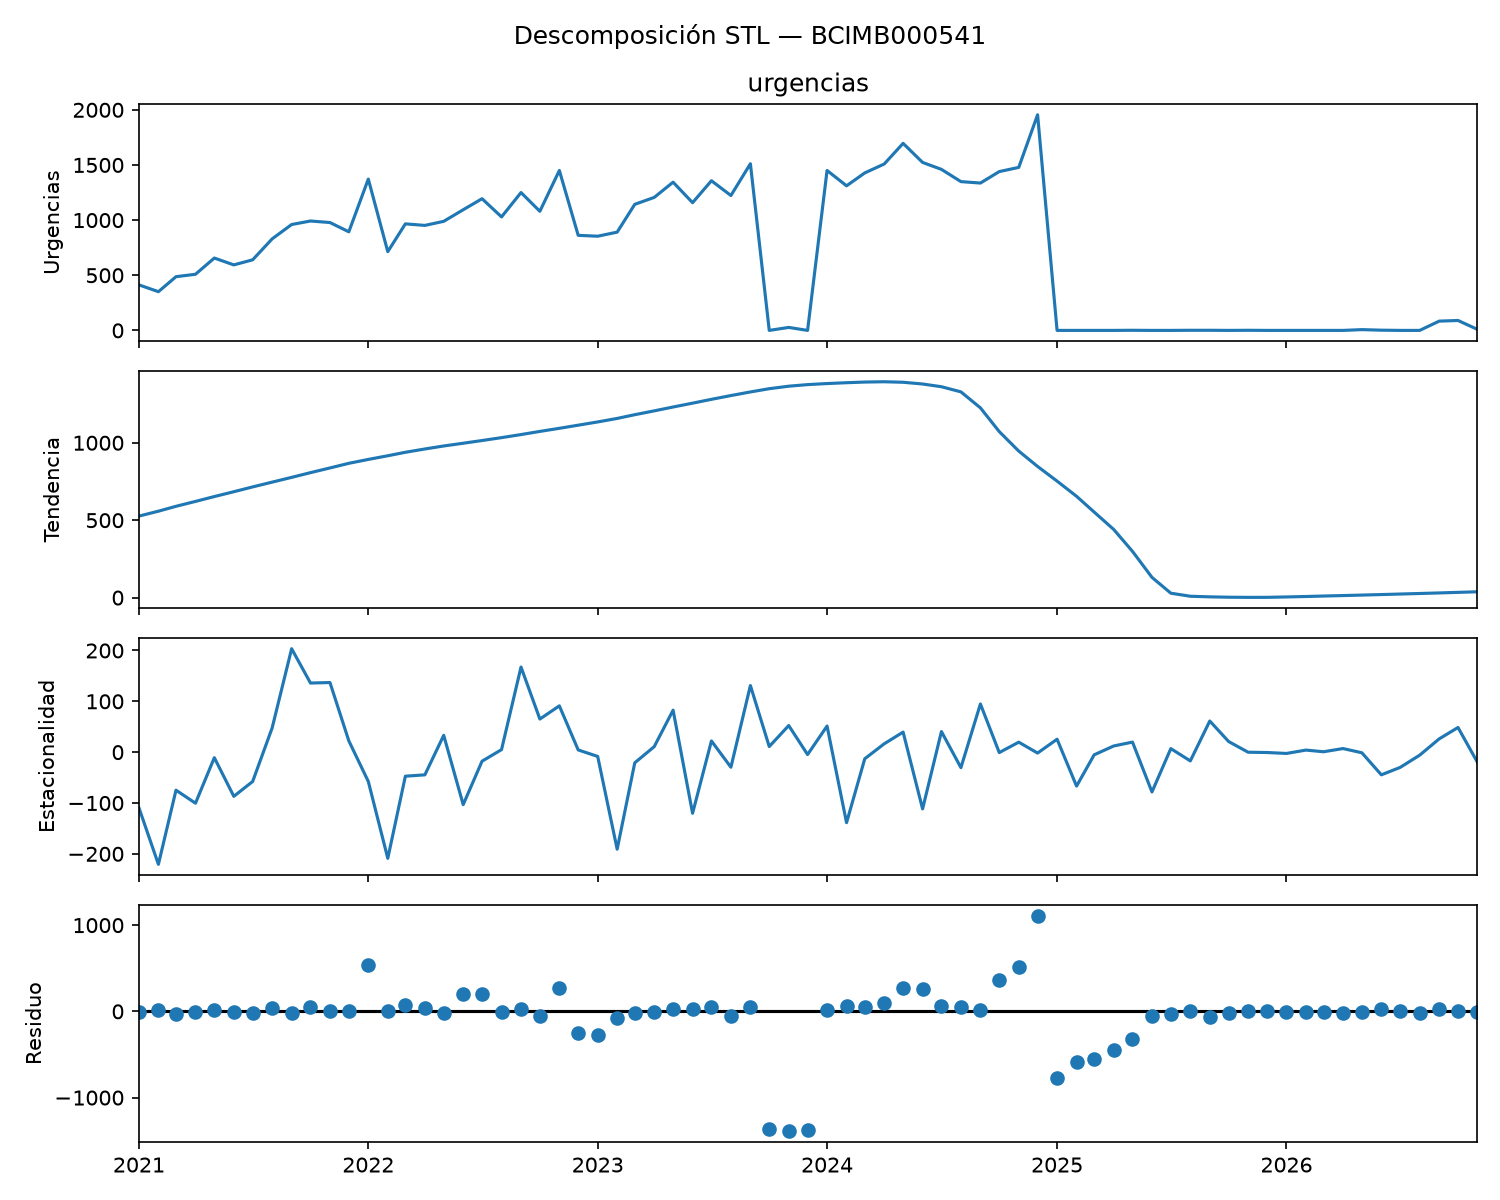 Descomposición STL — BCIMB000541
urgencias
Urgencias
2000
1500
1000
500
0
Tendencia
1000
500
0
Estacionalidad
200
100
0
−100
−200
Residuo
1000
0
−1000
2021 2022 2023 2024 2025 2026